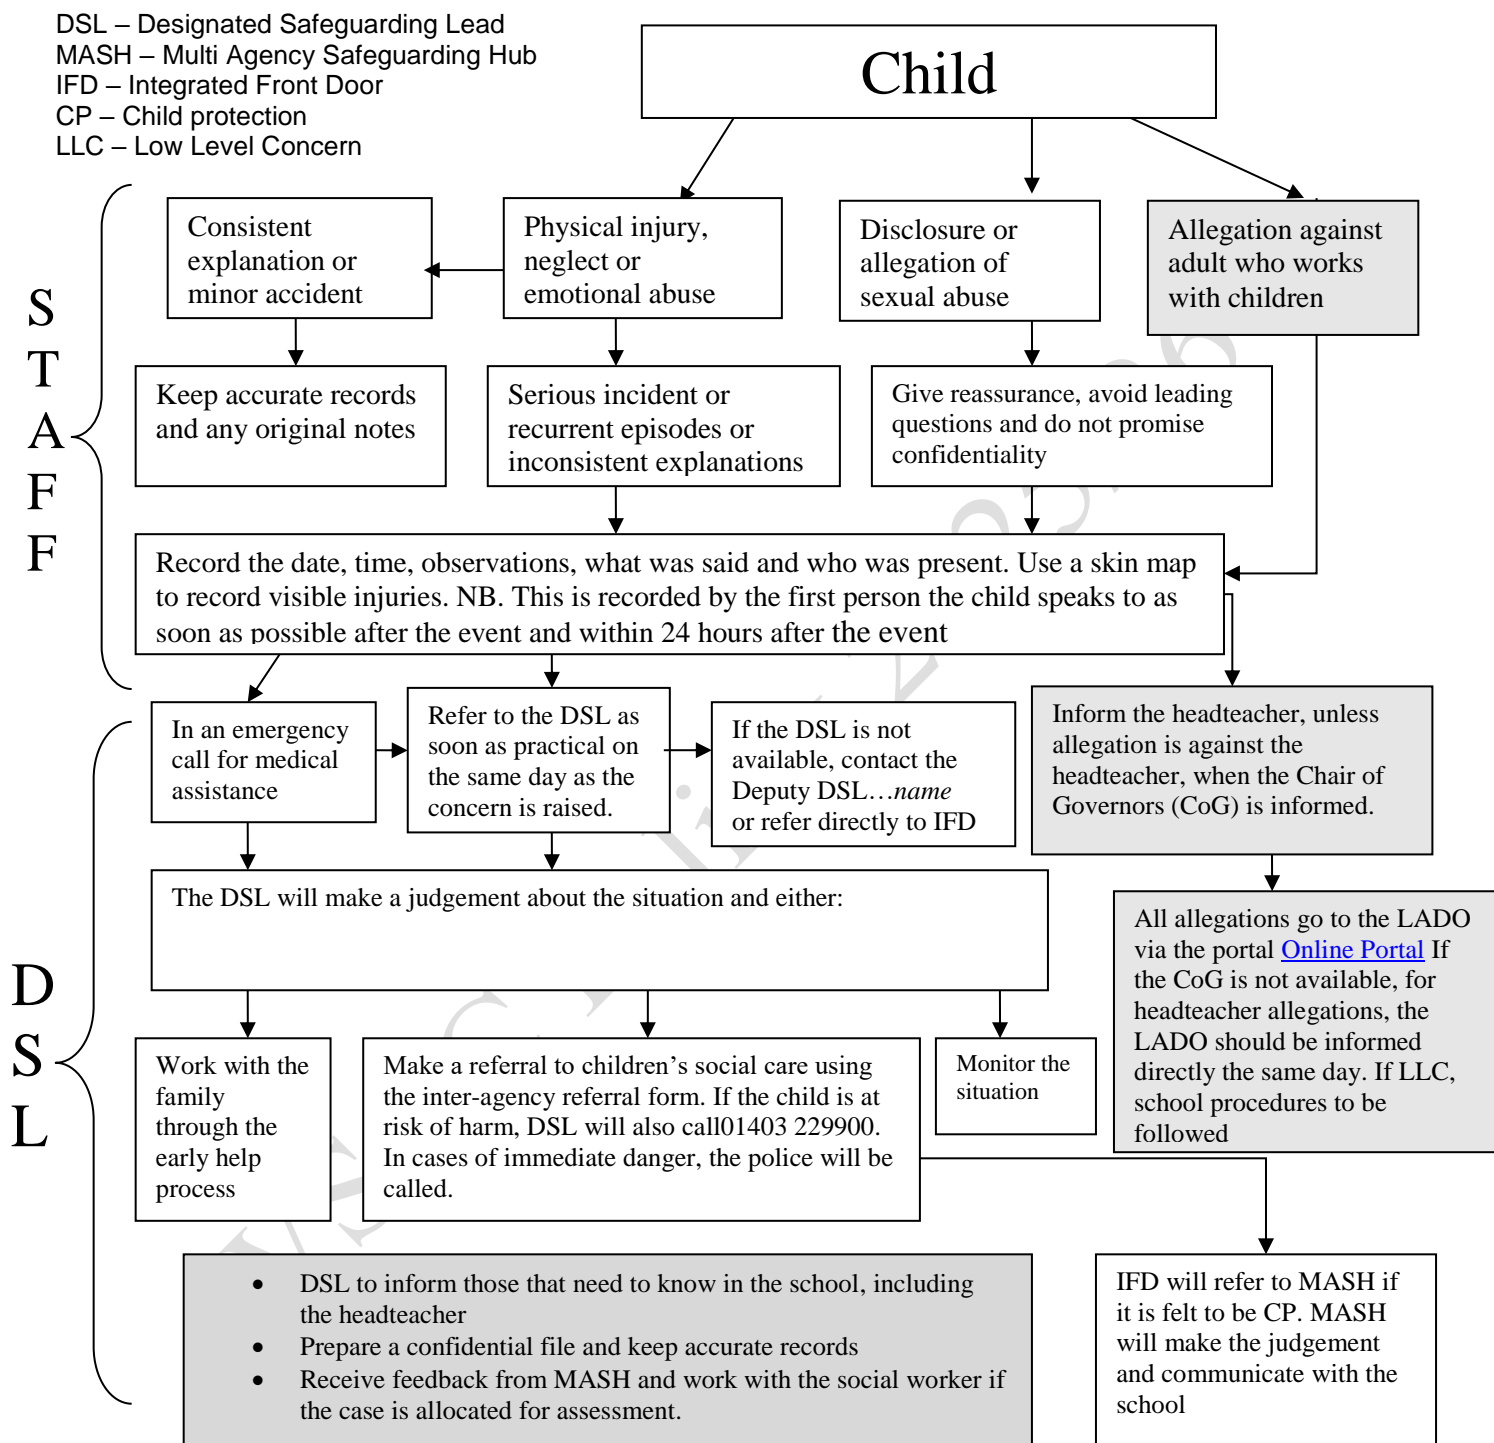 DSL – Designated Safeguarding Lead
MASH – Multi Agency Safeguarding Hub
IFD – Integrated Front Door
CP – Child protection
LLC – Low Level Concern
Child
STAFF
Consistent
explanation or
minor accident
Physical injury,
neglect or
emotional abuse
Disclosure or
allegation of
sexual abuse
Allegation against
adult who works
with children
Keep accurate records
and any original notes
Serious incident or
recurrent episodes or
inconsistent explanations
Give reassurance, avoid leading
questions and do not promise
confidentiality
Record the date, time, observations, what was said and who was present. Use a skin map
to record visible injuries. NB. This is recorded by the first person the child speaks to as
soon as possible after the event and within 24 hours after the event
DSL
In an emergency
call for medical
assistance
Refer to the DSL as
soon as practical on
the same day as the
concern is raised.
If the DSL is not
available, contact the
Deputy DSL…name
or refer directly to IFD
Inform the headteacher, unless
allegation is against the
headteacher, when the Chair of
Governors (CoG) is informed.
The DSL will make a judgement about the situation and either:
All allegations go to the LADO
via the portal Online Portal If
the CoG is not available, for
headteacher allegations, the
LADO should be informed
directly the same day. If LLC,
school procedures to be
followed
Work with the
family
through the
early help
process
Make a referral to children’s social care using
the inter-agency referral form. If the child is at
risk of harm, DSL will also call01403 229900.
In cases of immediate danger, the police will be
called.
Monitor the
situation
• DSL to inform those that need to know in the school, including
the headteacher
• Prepare a confidential file and keep accurate records
• Receive feedback from MASH and work with the social worker if
the case is allocated for assessment.
IFD will refer to MASH if
it is felt to be CP. MASH
will make the judgement
and communicate with the
school